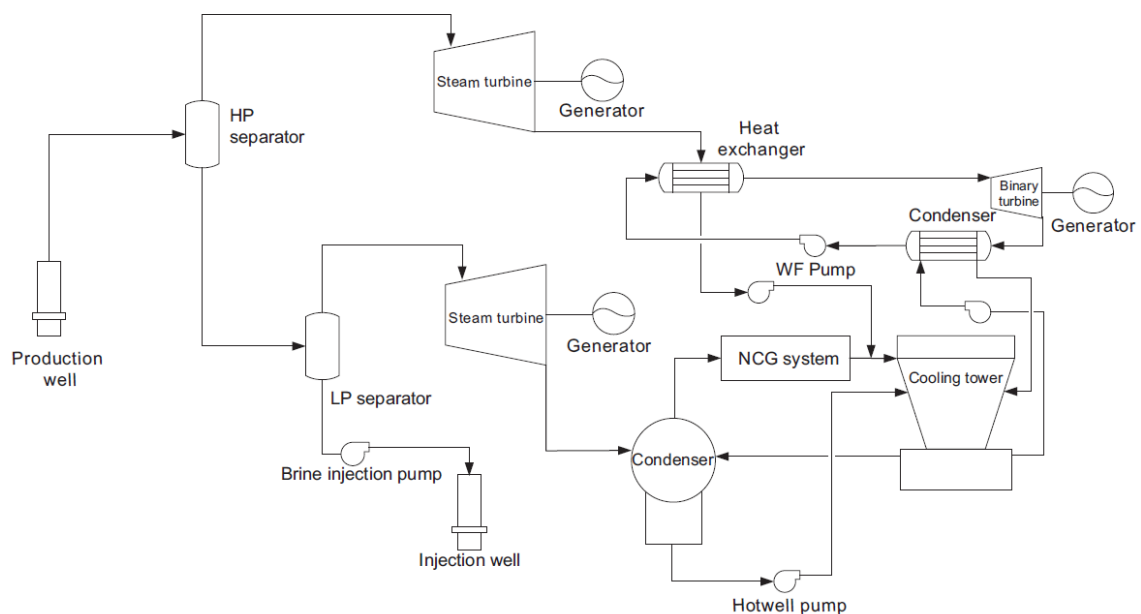 Steam turbine
Generator
HP
separator
Heat
exchanger
Binary
turbine
Generator
Condenser
WF Pump
Steam turbine
Generator
Production
well
LP separator
NCG system
Cooling tower
Condenser
Brine injection pump
Injection well
Hotwell pump